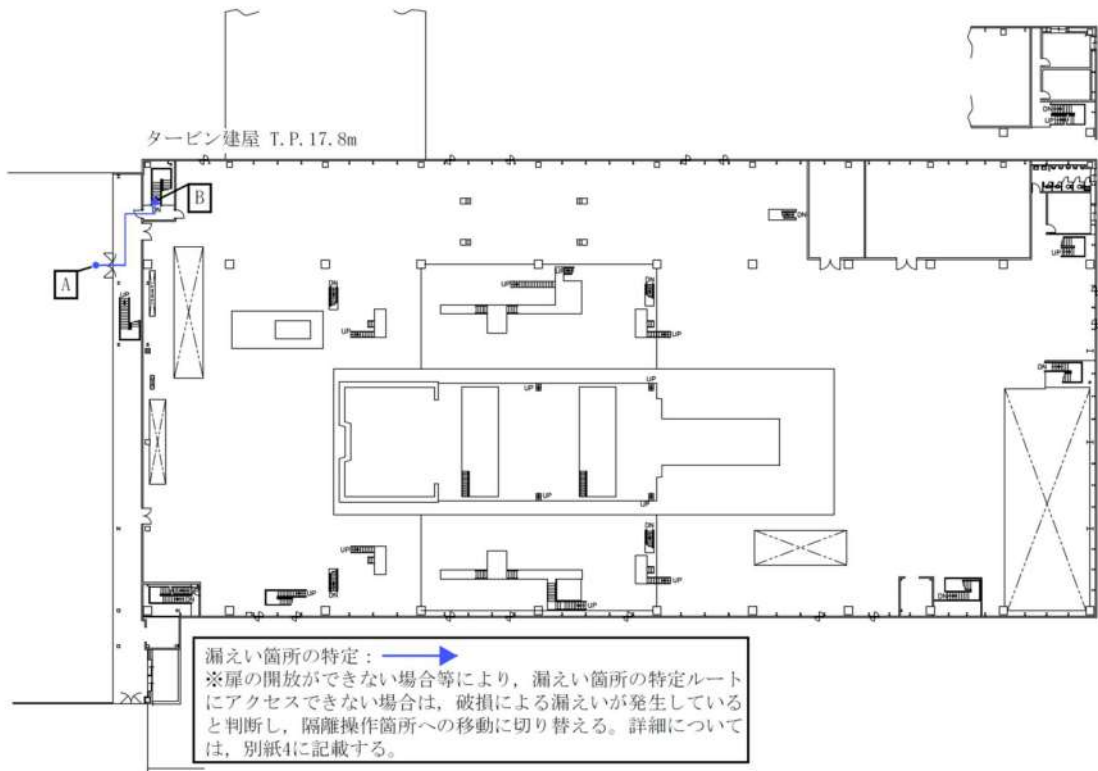 タービン建屋 T.P.17.8m
DN
UP
B
DN
DN
A
UP
DN
UP
UP
DN
DN
UP
UP
DN
UP
UP
UP
UP
UP
DN
UP
DN
UP
UP
DN
UP
DN
漏えい箇所の特定：
※扉の開放ができない場合等により，漏えい箇所の特定ルート
にアクセスできない場合は，破損による漏えいが発生している
と判断し，隔離操作箇所への移動に切り替える。詳細について
は，別紙4に記載する。